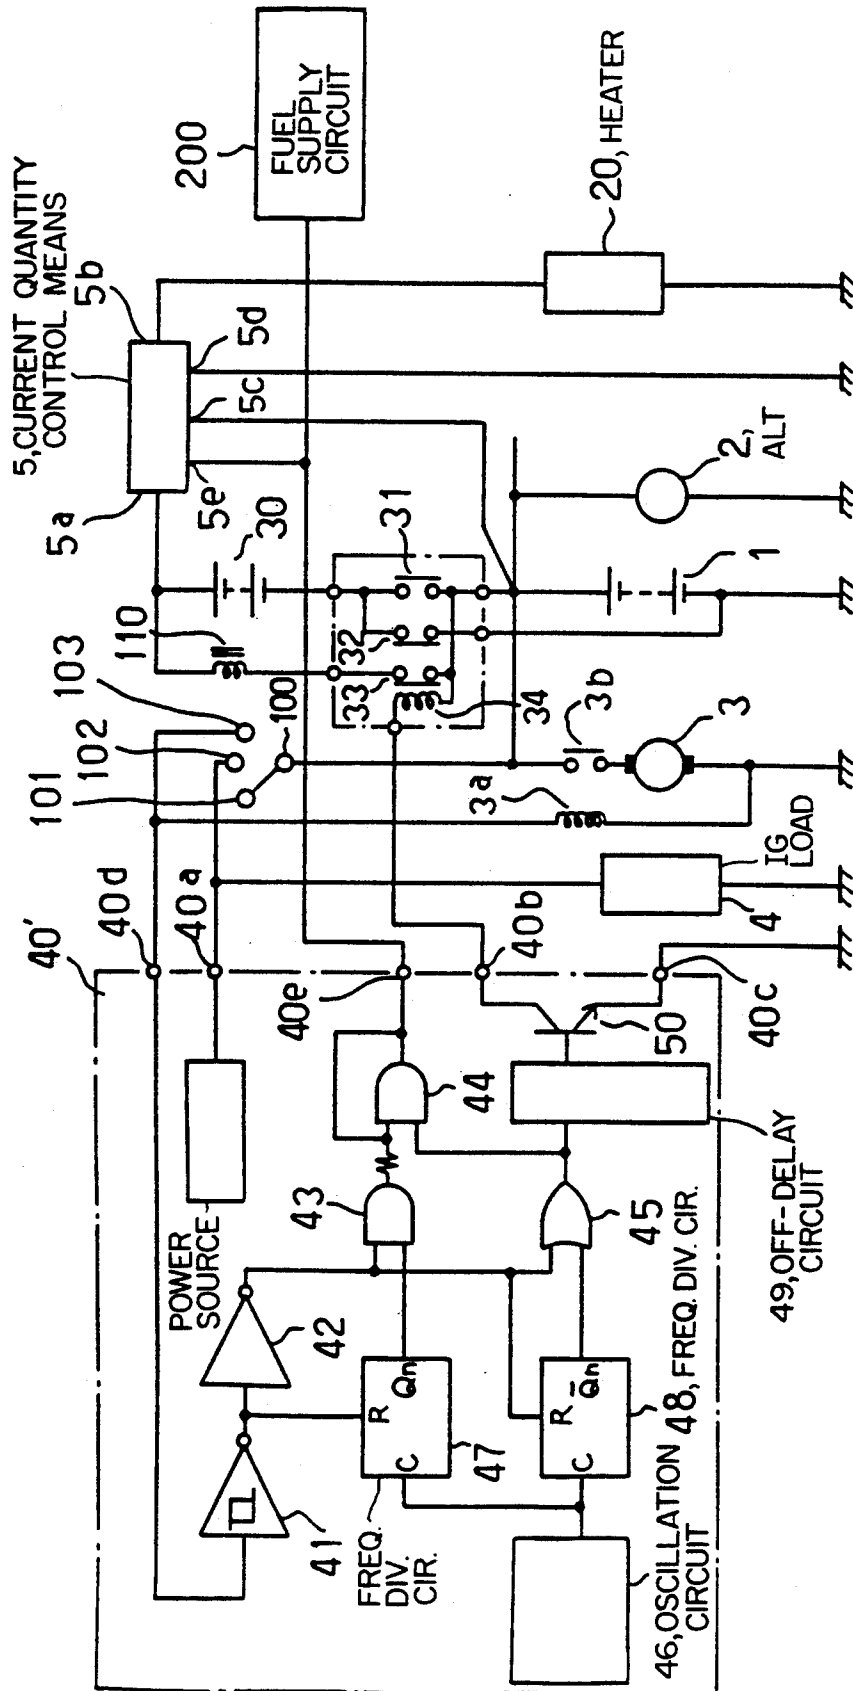 5,CURRENT QUANTITY
CONTROL MEANS
5b
5a
5d
5c
5e
200
FUEL
SUPPLY
CIRCUIT
20,HEATER
30
31
32
33
34
110
103
102
101
100
2,
ALT
1
3b
3
3a
IG
LOAD
4
40'
40d
40a
40e
40b
40c
50
POWER
SOURCE
44
43
45
49,OFF-DELAY
CIRCUIT
42
41
R
Qn
C
47
FREQ.
DIV.
CIR.
R
Q̄n
C
48,FREQ. DIV. CIR.
46,OSCILLATION
CIRCUIT